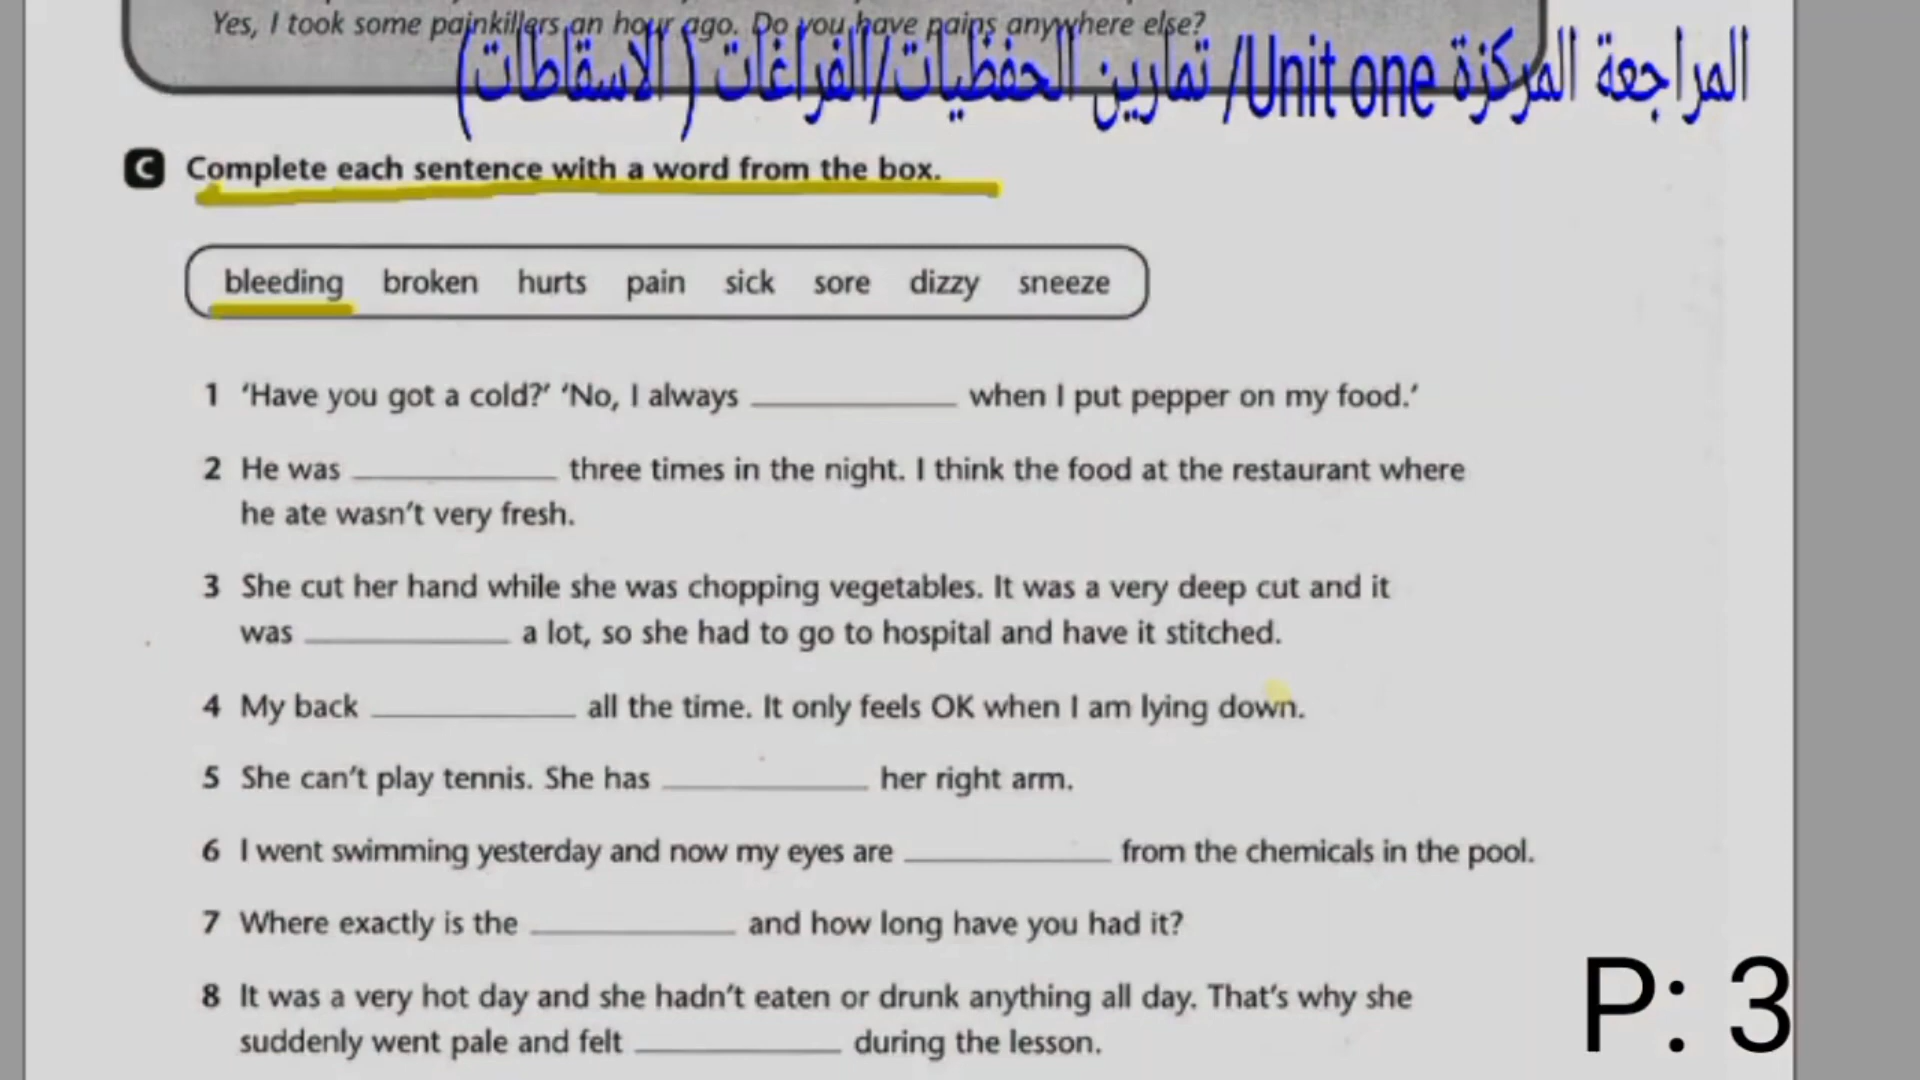 Yes, I took some painkillers an hour ago. Do you have pains anywhere else?
المراجعة المركزة Unit one/ تمارين الحفظيات/الفراغات ( الاسقاطات)
C Complete each sentence with a word from the box.
bleeding broken hurts pain sick sore dizzy sneeze
1 ‘Have you got a cold?’ ‘No, I always ____________ when I put pepper on my food.’
2 He was ____________ three times in the night. I think the food at the restaurant where
he ate wasn’t very fresh.
3 She cut her hand while she was chopping vegetables. It was a very deep cut and it
was ____________ a lot, so she had to go to hospital and have it stitched.
4 My back ____________ all the time. It only feels OK when I am lying down.
5 She can’t play tennis. She has ____________ her right arm.
6 I went swimming yesterday and now my eyes are ____________ from the chemicals in the pool.
7 Where exactly is the ____________ and how long have you had it?
8 It was a very hot day and she hadn’t eaten or drunk anything all day. That’s why she
suddenly went pale and felt ____________ during the lesson.
P: 3